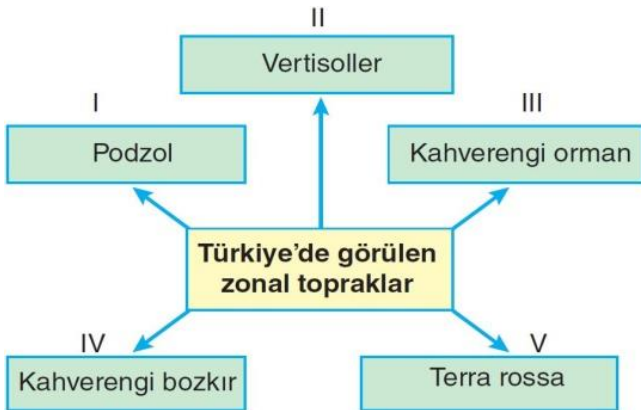 II
Vertisoller
I
Podzol
III
Kahverengi orman
Türkiye’de görülen
zonal topraklar
IV
Kahverengi bozkır
V
Terra rossa